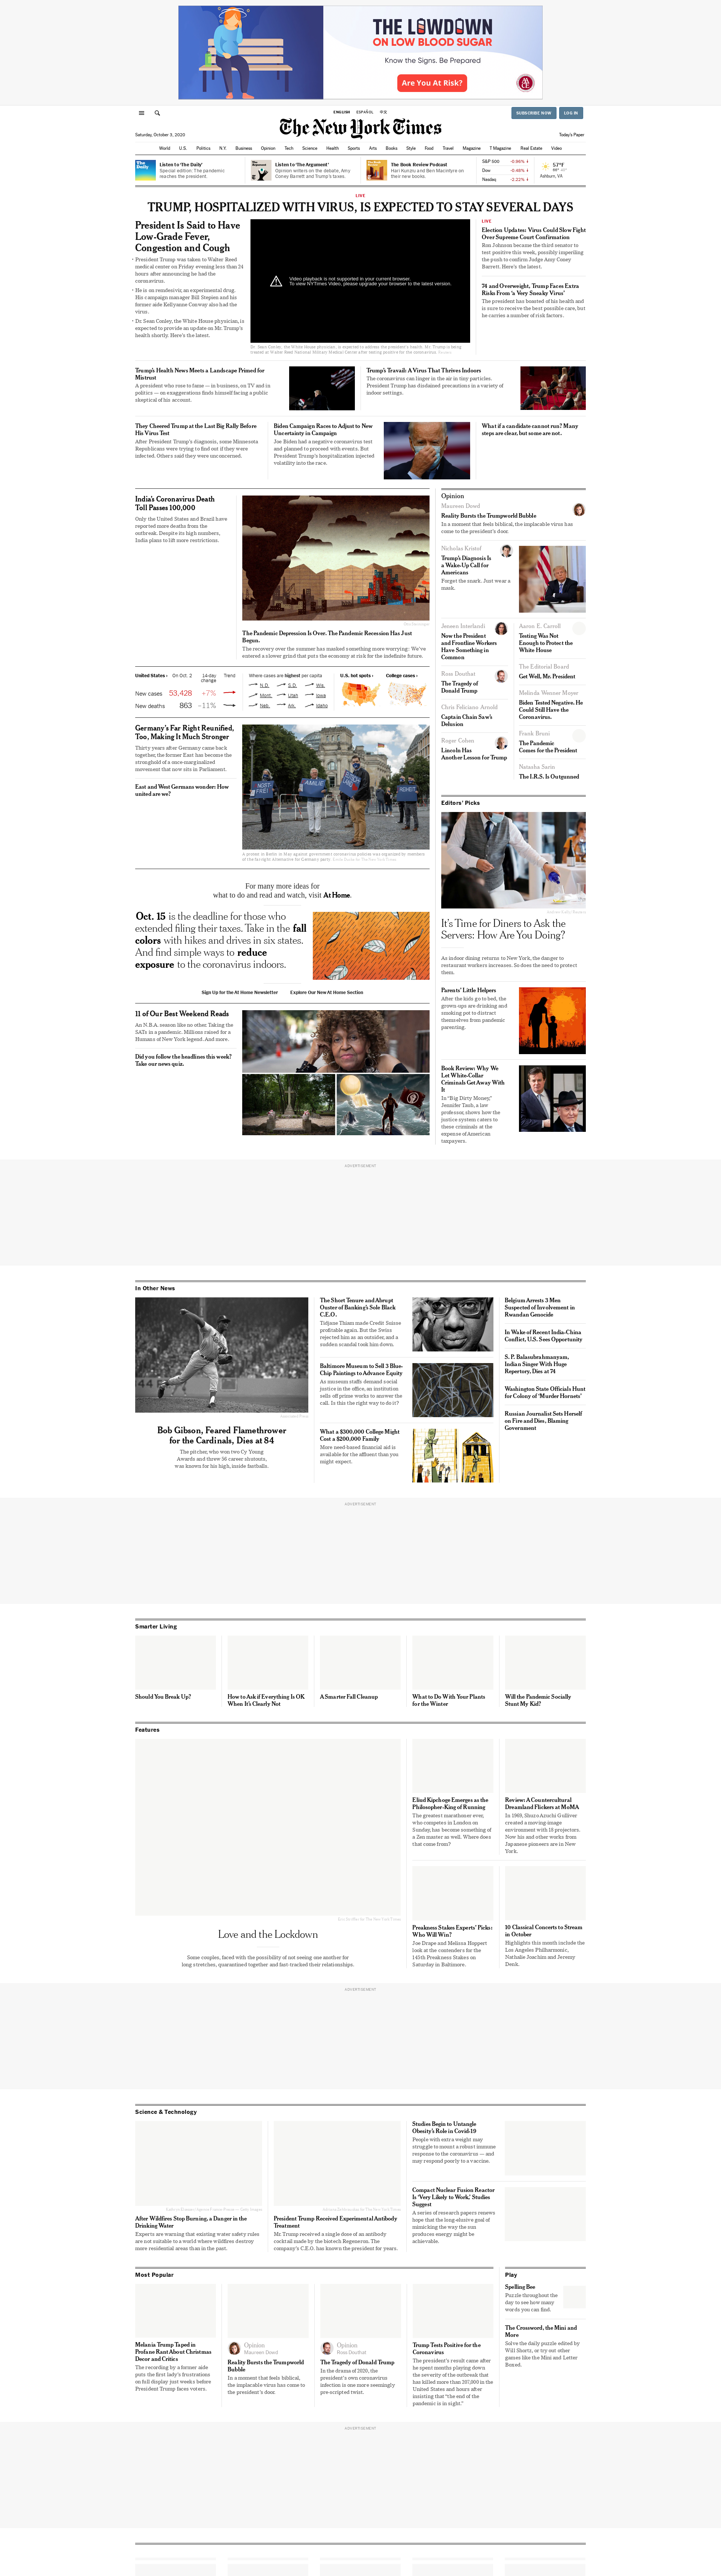 THE LOWDOWN
ON LOW BLOOD SUGAR
Know the Signs. Be Prepared
Are You At Risk?
ENGLISH
ESPAÑOL
中文
SUBSCRIBE NOW
LOG IN
The New York Times
Saturday, October 3, 2020
Today's Paper
World
U.S.
Politics
N.Y.
Business
Opinion
Tech
Science
Health
Sports
Arts
Books
Style
Food
Travel
Magazine
T Magazine
Real Estate
Video
Listen to 'The Daily'
Special edition: The pandemic
reaches the president.
Listen to 'The Argument'
Opinion writers on the debate, Amy
Coney Barrett and Trump's taxes.
The Book Review Podcast
Hari Kunzru and Ben Macintyre on
their new books.
S&P 500 -0.96%
Dow -0.48%
Nasdaq -2.22%
57°F
Ashburn, VA
LIVE
TRUMP, HOSPITALIZED WITH VIRUS, IS EXPECTED TO STAY SEVERAL DAYS
President Is Said to Have
Low-Grade Fever,
Congestion and Cough
President Trump was taken to Walter Reed
medical center on Friday evening less than 24
hours after announcing he had the
coronavirus.
He is on remdesivir, an experimental drug.
His campaign manager Bill Stepien and his
former aide Kellyanne Conway also had the
virus.
Dr. Sean Conley, the White House physician, is
expected to provide an update on Mr. Trump's
health shortly. Here's the latest.
Video playback is not supported in your current browser.
To view NYTimes Video, please upgrade your browser to the latest version.
Dr. Sean Conley, the White House physician, is expected to address the president's health. Mr. Trump is being
treated at Walter Reed National Military Medical Center after testing positive for the coronavirus.
LIVE
Election Updates: Virus Could Slow Fight
Over Supreme Court Confirmation
Ron Johnson became the third senator to
test positive this week, possibly imperiling
the push to confirm Judge Amy Coney
Barrett. Here's the latest.
74 and Overweight, Trump Faces Extra
Risks From 'a Very Sneaky Virus'
The president has boasted of his health and
is sure to receive the best possible care, but
he carries a number of risk factors.
Trump's Health News Meets a Landscape Primed for
Mistrust
A president who rose to fame — in business, on TV and in
politics — on exaggerations finds himself facing a public
skeptical of his account.
Trump's Travail: A Virus That Thrives Indoors
The coronavirus can linger in the air in tiny particles.
President Trump has disdained precautions in a variety of
indoor settings.
They Cheered Trump at the Last Big Rally Before
His Virus Test
After President Trump's diagnosis, some Minnesota
Republicans were trying to find out if they were
infected. Others said they were unconcerned.
Biden Campaign Races to Adjust to New
Uncertainty in Campaign
Joe Biden had a negative coronavirus test
and planned to proceed with events. But
President Trump's hospitalization injected
volatility into the race.
What if a candidate cannot run? Many
steps are clear, but some are not.
India's Coronavirus Death
Toll Passes 100,000
Only the United States and Brazil have
reported more deaths from the
outbreak. Despite its high numbers,
India plans to lift more restrictions.
The Pandemic Depression Is Over. The Pandemic Recession Has Just
Begun.
The recovery over the summer has masked something more worrying: We've
entered a slower grind that puts the economy at risk for the indefinite future.
United States ›
On Oct. 2
14-day
change
Trend
New cases 53,428 +7%
New deaths 863 –11%
Where cases are highest per capita
N.D.
S.D.
Wis.
Mont.
Utah
Iowa
Neb.
Ark.
Idaho
U.S. hot spots ›
College cases ›
Germany's Far Right Reunified,
Too, Making It Much Stronger
Thirty years after Germany came back
together, the former East has become the
stronghold of a once-marginalized
movement that now sits in Parliament.
East and West Germans wonder: How
united are we?
A protest in Berlin in May against government coronavirus policies was organized by members
of the far-right Alternative for Germany party.
For many more ideas for
what to do and read and watch, visit At Home.
Oct. 15 is the deadline for those who
extended filing their taxes. Take in the fall
colors with hikes and drives in six states.
And find simple ways to reduce
exposure to the coronavirus indoors.
Sign Up for the At Home Newsletter
Explore Our New At Home Section
11 of Our Best Weekend Reads
An N.B.A. season like no other. Taking the
SATs in a pandemic. Millions raised for a
Humans of New York legend. And more.
Did you follow the headlines this week?
Take our news quiz.
Opinion
Maureen Dowd
Reality Bursts the Trumpworld Bubble
In a moment that feels biblical, the implacable virus has
come to the president's door.
Nicholas Kristof
Trump's Diagnosis Is
a Wake-Up Call for
Americans
Forget the snark. Just wear a
mask.
Jeneen Interlandi
Now the President
and Frontline Workers
Have Something in
Common
Ross Douthat
The Tragedy of
Donald Trump
Chris Feliciano Arnold
Captain Chain Saw's
Delusion
Roger Cohen
Lincoln Has
Another Lesson for Trump
Aaron E. Carroll
Testing Was Not
Enough to Protect the
White House
The Editorial Board
Get Well, Mr. President
Melinda Wenner Moyer
Biden Tested Negative. He
Could Still Have the
Coronavirus.
Frank Bruni
The Pandemic
Comes for the President
Natasha Sarin
The I.R.S. Is Outgunned
Editors' Picks
It's Time for Diners to Ask the
Servers: How Are You Doing?
As indoor dining returns to New York, the danger to
restaurant workers increases. So does the need to protect
them.
Parents' Little Helpers
After the kids go to bed, the
grown-ups are drinking and
smoking pot to distract
themselves from pandemic
parenting.
Book Review: Why We
Let White-Collar
Criminals Get Away With
It
In "Big Dirty Money,"
Jennifer Taub, a law
professor, shows how the
justice system caters to
these criminals at the
expense of American
taxpayers.
ADVERTISEMENT
In Other News
Bob Gibson, Feared Flamethrower
for the Cardinals, Dies at 84
The pitcher, who won two Cy Young
Awards and threw 56 career shutouts,
was known for his high, inside fastballs.
The Short Tenure and Abrupt
Ouster of Banking's Sole Black
C.E.O.
Tidjane Thiam made Credit Suisse
profitable again. But the Swiss
rejected him as an outsider, and a
sudden scandal took him down.
Baltimore Museum to Sell 3 Blue-
Chip Paintings to Advance Equity
As museum staffs demand social
justice in the office, an institution
sells off prime works to answer the
call. Is this the right way to do it?
What a $300,000 College Might
Cost a $200,000 Family
More need-based financial aid is
available for the affluent than you
might expect.
Belgium Arrests 3 Men
Suspected of Involvement in
Rwandan Genocide
In Wake of Recent India-China
Conflict, U.S. Sees Opportunity
S. P. Balasubrahmanyam,
Indian Singer With Huge
Repertory, Dies at 74
Washington State Officials Hunt
for Colony of 'Murder Hornets'
Russian Journalist Sets Herself
on Fire and Dies, Blaming
Government
ADVERTISEMENT
Smarter Living
Should You Break Up?
How to Ask if Everything Is OK
When It's Clearly Not
A Smarter Fall Cleanup
What to Do With Your Plants
for the Winter
Will the Pandemic Socially
Stunt My Kid?
Features
Love and the Lockdown
Some couples, faced with the possibility of not seeing one another for
long stretches, quarantined together and fast-tracked their relationships.
Eliud Kipchoge Emerges as the
Philosopher-King of Running
The greatest marathoner ever,
who competes in London on
Sunday, has become something of
a Zen master as well. Where does
that come from?
Review: A Countercultural
Dreamland Flickers at MoMA
In 1969, Shuzo Azuchi Gulliver
created a moving-image
environment with 18 projectors.
Now his and other works from
Japanese pioneers are in New
York.
Preakness Stakes Experts' Picks:
Who Will Win?
Joe Drape and Melissa Hoppert
look at the contenders for the
145th Preakness Stakes on
Saturday in Baltimore.
10 Classical Concerts to Stream
in October
Highlights this month include the
Los Angeles Philharmonic,
Nathalie Joachim and Jeremy
Denk.
ADVERTISEMENT
Science & Technology
After Wildfires Stop Burning, a Danger in the
Drinking Water
Experts are warning that existing water safety rules
are not suitable to a world where wildfires destroy
more residential areas than in the past.
President Trump Received Experimental Antibody
Treatment
Mr. Trump received a single dose of an antibody
cocktail made by the biotech Regeneron. The
company's C.E.O. has known the president for years.
Studies Begin to Untangle
Obesity's Role in Covid-19
People with extra weight may
struggle to mount a robust immune
response to the coronavirus — and
may respond poorly to a vaccine.
Compact Nuclear Fusion Reactor
Is 'Very Likely to Work,' Studies
Suggest
A series of research papers renews
hope that the long-elusive goal of
mimicking the way the sun
produces energy might be
achievable.
Most Popular
Melania Trump Taped in
Profane Rant About Christmas
Decor and Critics
The recording by a former aide
puts the first lady's frustrations
on full display just weeks before
President Trump faces voters.
Opinion
Maureen Dowd
Reality Bursts the Trumpworld
Bubble
In a moment that feels biblical,
the implacable virus has come to
the president's door.
Opinion
Ross Douthat
The Tragedy of Donald Trump
In the drama of 2020, the
president's own coronavirus
infection is one more seemingly
pre-scripted twist.
Trump Tests Positive for the
Coronavirus
The president's result came after
he spent months playing down
the severity of the outbreak that
has killed more than 207,000 in the
United States and hours after
insisting that "the end of the
pandemic is in sight."
Play
Spelling Bee
Puzzle throughout the
day to see how many
words you can find.
The Crossword, the Mini and
More
Solve the daily puzzle edited by
Will Shortz, or try out other
games like the Mini and Letter
Boxed.
ADVERTISEMENT